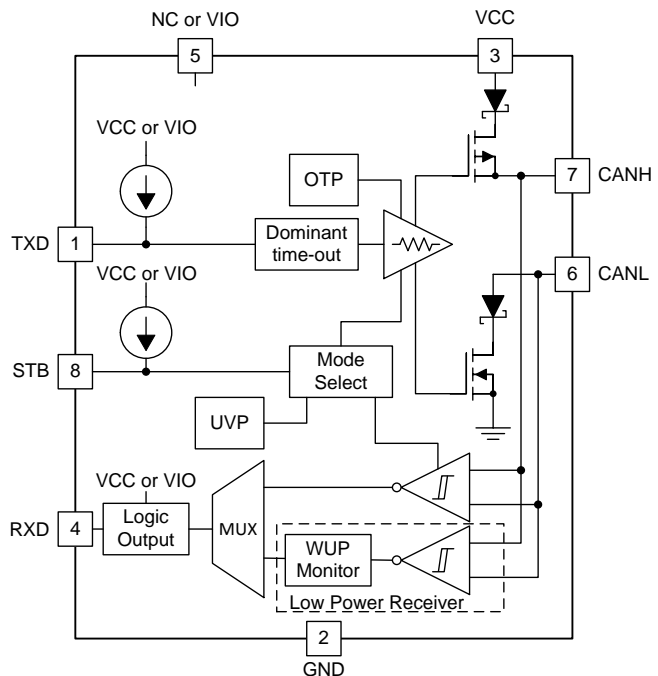 NC or VIO
VCC
5
3
VCC or VIO
OTP
7
CANH
TXD
1
Dominant
time-out
VCC or VIO
6
CANL
STB
8
Mode
Select
UVP
VCC or VIO
RXD
4
Logic
Output
MUX
WUP
Monitor
Low Power Receiver
2
GND